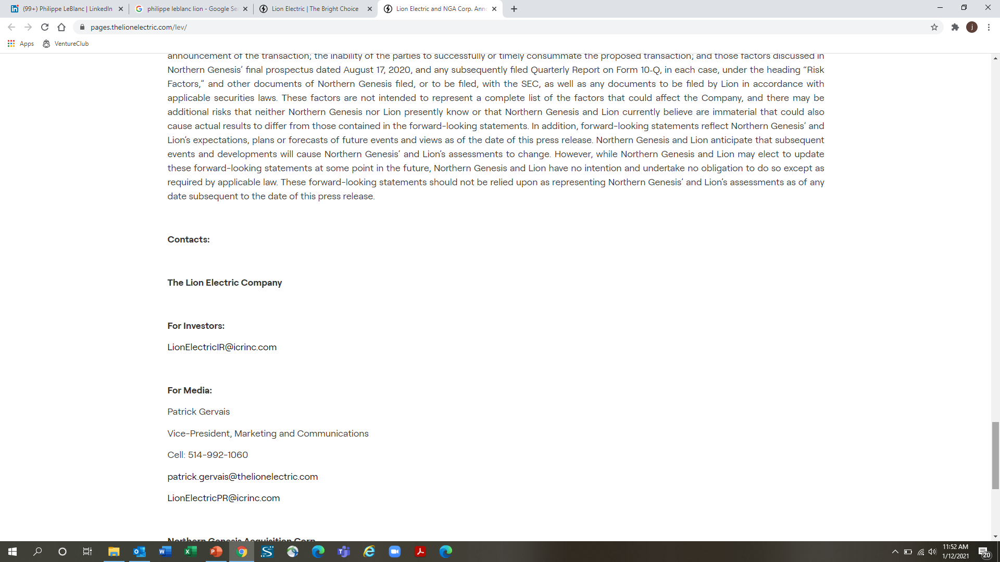 (99+) Philippe LeBlanc | LinkedIn
philippe leblanc lion - Google Se
Lion Electric | The Bright Choice
Lion Electric and NGA Corp. Anno
pages.thelionelectric.com/lev/
j
Apps
VentureClub
announcement of the transaction; the inability of the parties to successfully or timely consummate the proposed transaction; and those factors discussed in
Northern Genesis’ final prospectus dated August 17, 2020, and any subsequently filed Quarterly Report on Form 10-Q, in each case, under the heading “Risk
Factors,” and other documents of Northern Genesis filed, or to be filed, with the SEC, as well as any documents to be filed by Lion in accordance with
applicable securities laws. These factors are not intended to represent a complete list of the factors that could affect the Company, and there may be
additional risks that neither Northern Genesis nor Lion presently know or that Northern Genesis and Lion currently believe are immaterial that could also
cause actual results to differ from those contained in the forward-looking statements. In addition, forward-looking statements reflect Northern Genesis’ and
Lion’s expectations, plans or forecasts of future events and views as of the date of this press release. Northern Genesis and Lion anticipate that subsequent
events and developments will cause Northern Genesis’ and Lion’s assessments to change. However, while Northern Genesis and Lion may elect to update
these forward-looking statements at some point in the future, Northern Genesis and Lion have no intention and undertake no obligation to do so except as
required by applicable law. These forward-looking statements should not be relied upon as representing Northern Genesis’ and Lion’s assessments as of any
date subsequent to the date of this press release.
Contacts:
The Lion Electric Company
For Investors:
LionElectricIR@icrinc.com
For Media:
Patrick Gervais
Vice-President, Marketing and Communications
Cell: 514-992-1060
patrick.gervais@thelionelectric.com
LionElectricPR@icrinc.com
Northern Genesis Acquisition Corp.
11:52 AM
1/12/2021
20